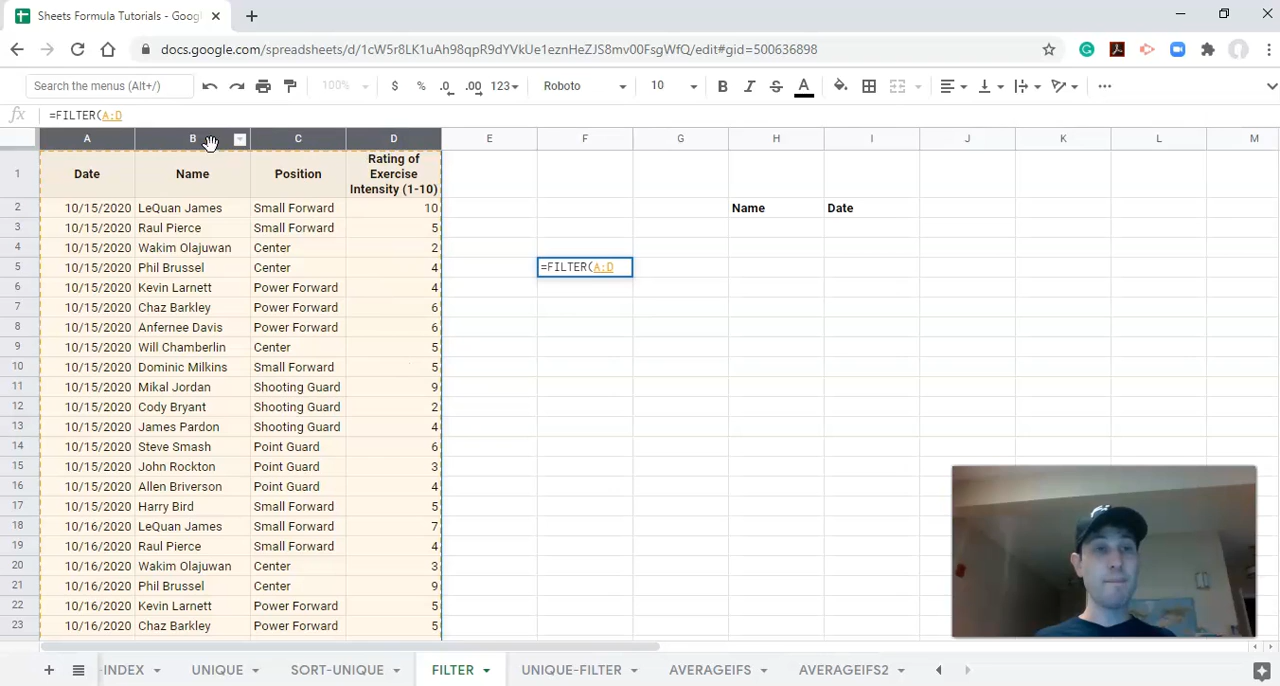 Sheets Formula Tutorials - Goog
docs.google.com/spreadsheets/d/1cW5r8LK1uAh98qpR9dYVkUe1eznHeZJS8mv00FsgWfQ/edit#gid=500636898
Search the menus (Alt+/) 100% $ % .0 .00 123 Roboto 10 B I S A
fx =FILTER(A:D
A B C D E F G H I J K L M
1 Date Name Position Rating of Exercise Intensity (1-10)
2 10/15/2020 LeQuan James Small Forward 10 Name Date
3 10/15/2020 Raul Pierce Small Forward 5
4 10/15/2020 Wakim Olajuwan Center 2
5 10/15/2020 Phil Brussel Center 4 =FILTER(A:D
6 10/15/2020 Kevin Larnett Power Forward 4
7 10/15/2020 Chaz Barkley Power Forward 6
8 10/15/2020 Anfernee Davis Power Forward 6
9 10/15/2020 Will Chamberlin Center 5
10 10/15/2020 Dominic Milkins Small Forward 5
11 10/15/2020 Mikal Jordan Shooting Guard 9
12 10/15/2020 Cody Bryant Shooting Guard 2
13 10/15/2020 James Pardon Shooting Guard 4
14 10/15/2020 Steve Smash Point Guard 6
15 10/15/2020 John Rockton Point Guard 3
16 10/15/2020 Allen Briverson Point Guard 4
17 10/15/2020 Harry Bird Small Forward 5
18 10/16/2020 LeQuan James Small Forward 7
19 10/16/2020 Raul Pierce Small Forward 4
20 10/16/2020 Wakim Olajuwan Center 3
21 10/16/2020 Phil Brussel Center 9
22 10/16/2020 Kevin Larnett Power Forward 5
23 10/16/2020 Chaz Barkley Power Forward 5
-INDEX UNIQUE SORT-UNIQUE FILTER UNIQUE-FILTER AVERAGEIFS AVERAGEIFS2